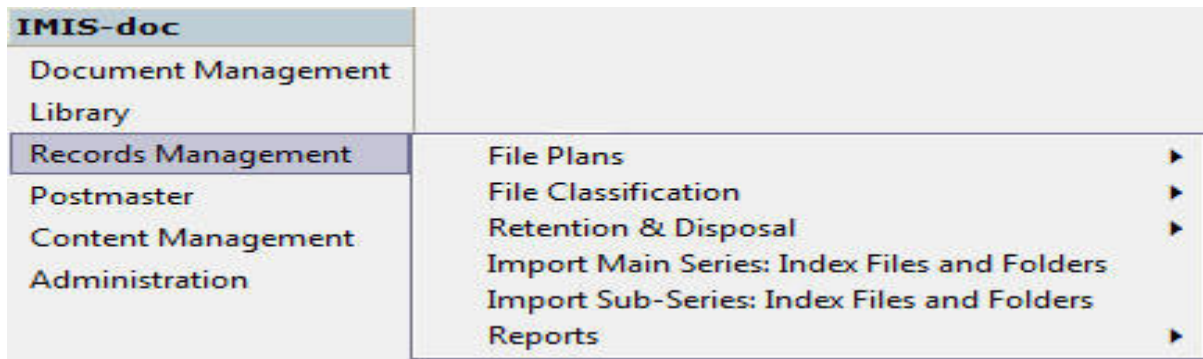 IMIS-doc
Document Management
Library
Records Management
Postmaster
Content Management
Administration
File Plans
File Classification
Retention & Disposal
Import Main Series: Index Files and Folders
Import Sub-Series: Index Files and Folders
Reports